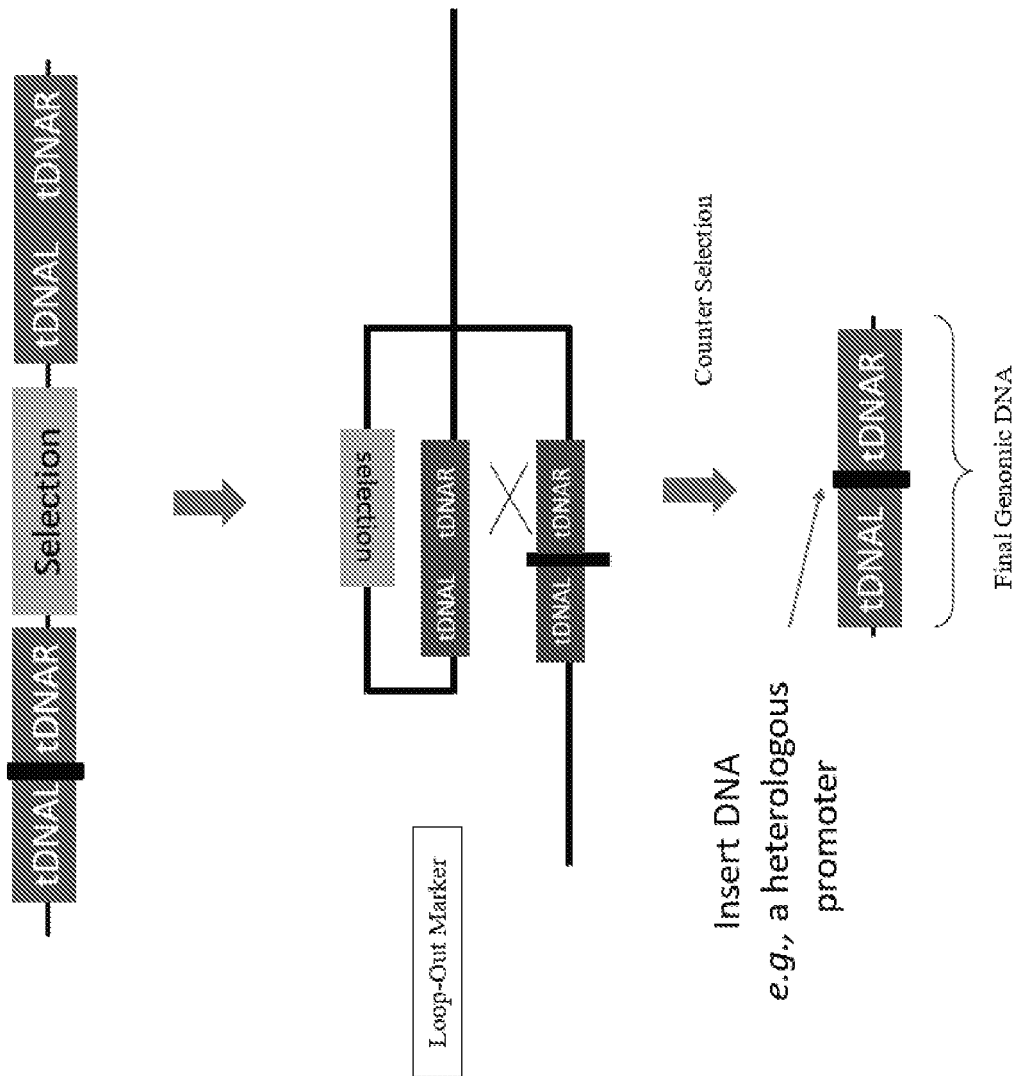 tDNAL tDNAR
Selection
tDNAL tDNAR
Loop-Out Marker
selection
tDNAL tDNAR
tDNAL tDNAR
Counter Selection
Insert DNA
e.g., a heterologous
promoter
tDNAL tDNAR
Final Genomic DNA